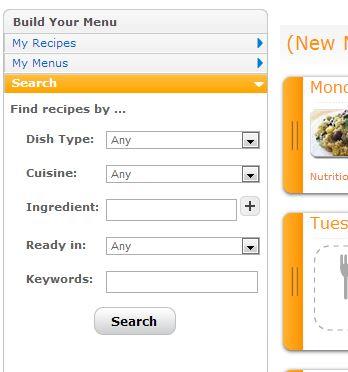 Build Your Menu
My Recipes
My Menus
Search
Find recipes by ...
Dish Type: Any
Cuisine: Any
Ingredient: +
Ready in: Any
Keywords:
Search
(New
Mond
Nutritio
Tues